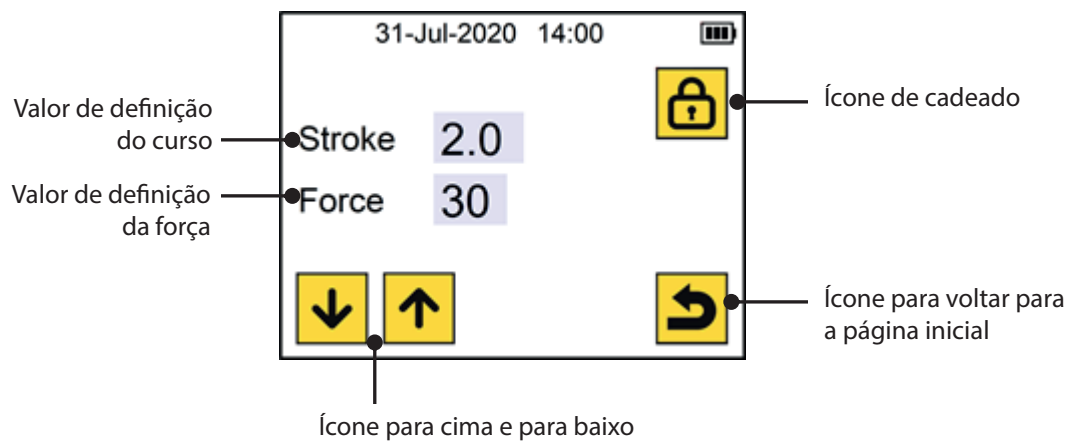 31-Jul-2020 14:00
Valor de definição
do curso
Stroke 2.0
Ícone de cadeado
Valor de definição
da força
Force 30
Ícone para voltar para
a página inicial
Ícone para cima e para baixo